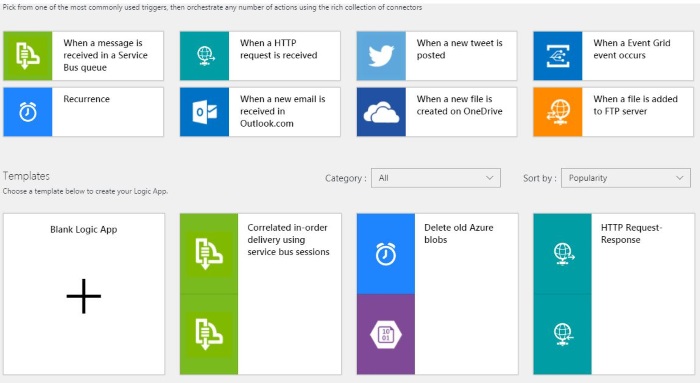 Pick from one of the most commonly used triggers, then orchestrate any number of actions using the rich collection of connectors
When a message is
received in a Service
Bus queue
When a HTTP
request is received
When a new tweet is
posted
When a Event Grid
event occurs
Recurrence
When a new email is
received in
Outlook.com
When a new file is
created on OneDrive
When a file is added
to FTP server
Templates
Choose a template below to create your Logic App.
Category :
All
Sort by :
Popularity
Blank Logic App
Correlated in-order
delivery using
service bus sessions
Delete old Azure
blobs
10
01
HTTP Request-
Response